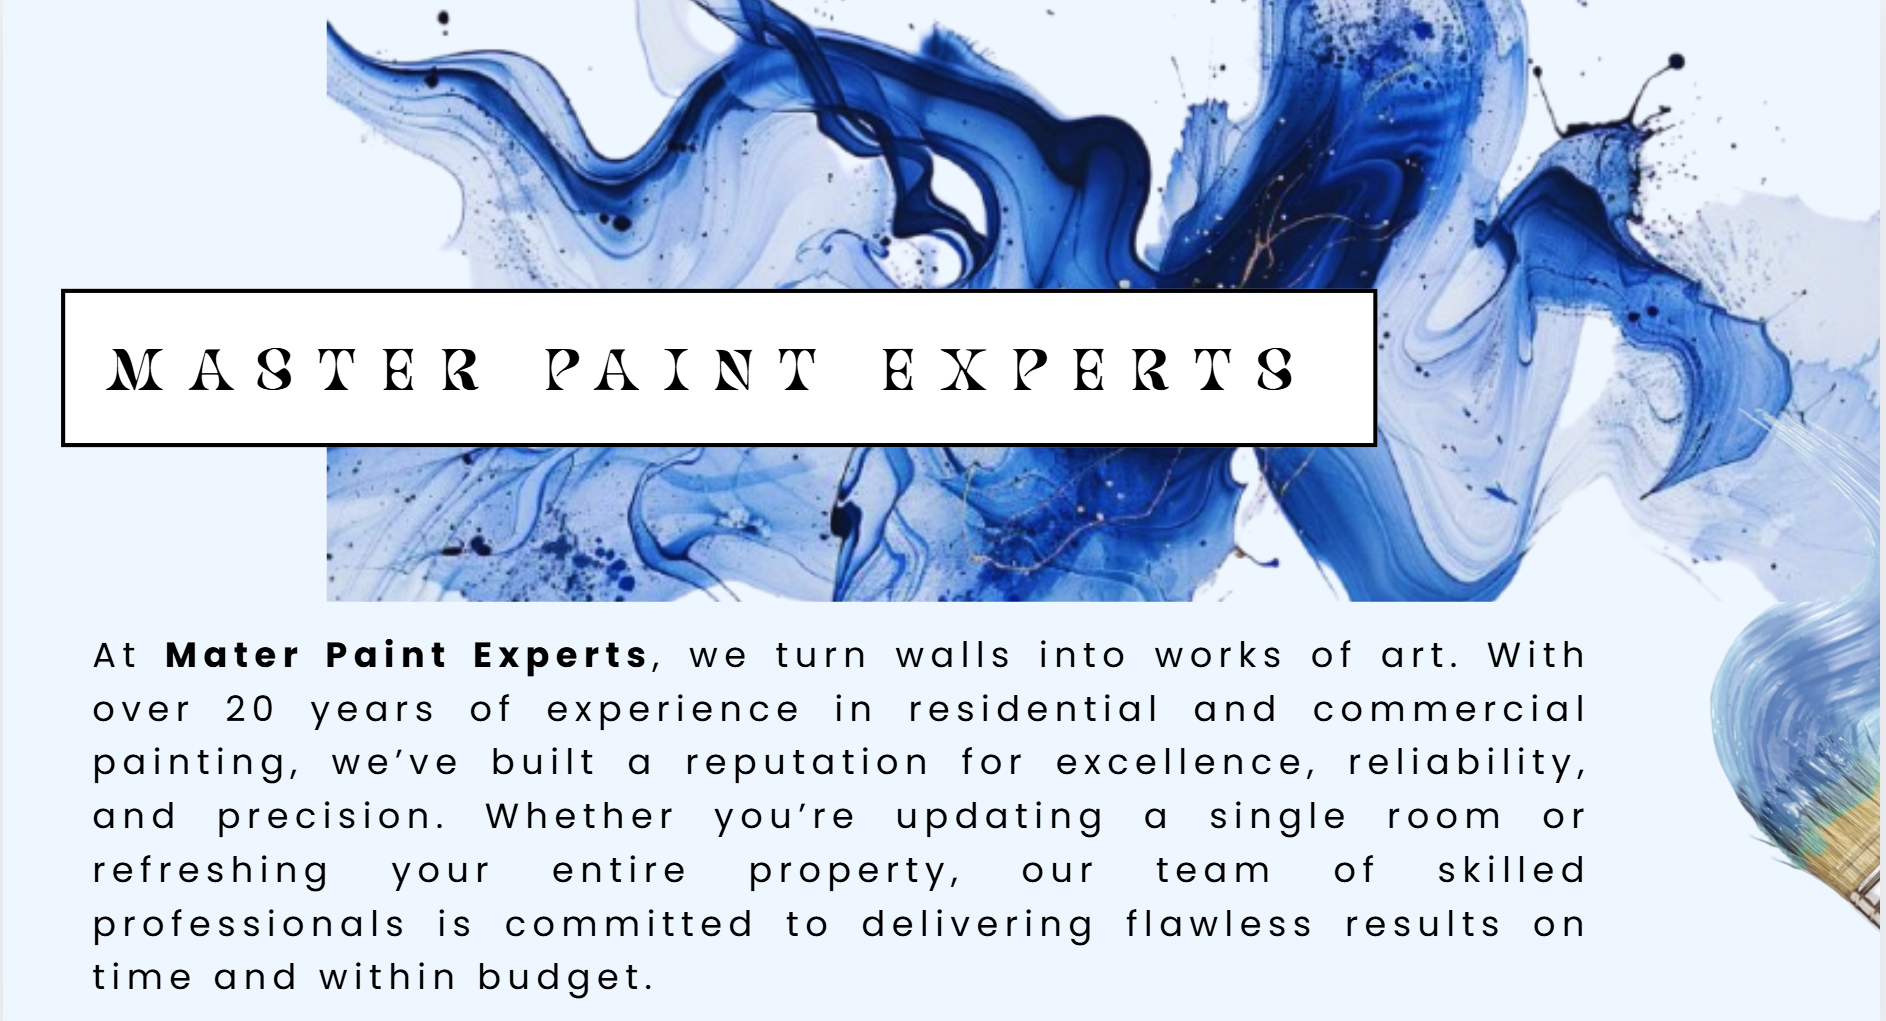 MASTER PAINT EXPERTS
At Mater Paint Experts, we turn walls into works of art. With
over 20 years of experience in residential and commercial
painting, we’ve built a reputation for excellence, reliability,
and precision. Whether you’re updating a single room or
refreshing your entire property, our team of skilled
professionals is committed to delivering flawless results on
time and within budget.